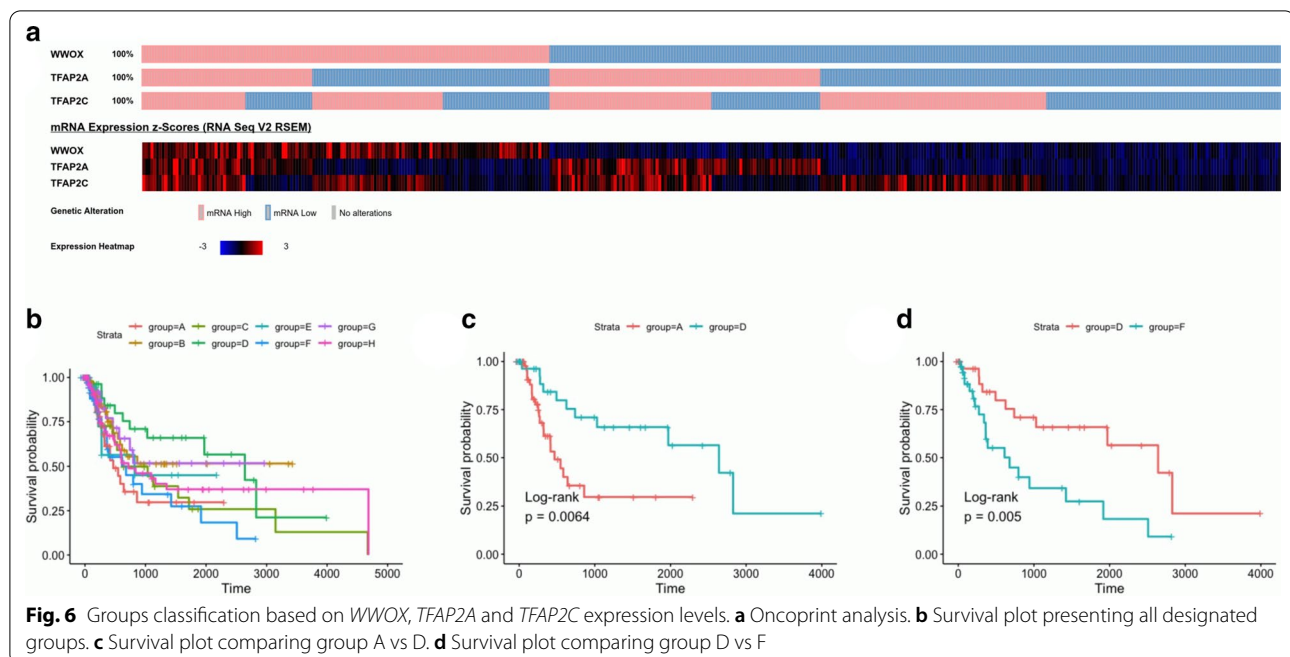 a
WWOX 100%
TFAP2A 100%
TFAP2C 100%
mRNA Expression z-Scores (RNA Seq V2 RSEM)
WWOX
TFAP2A
TFAP2C
Genetic Alteration mRNA High mRNA Low No alterations
Expression Heatmap -3 3
b
Strata group=A group=C group=E group=G
group=B group=D group=F group=H
Survival probability
1.00
0.75
0.50
0.25
0.00
0 1000 2000 3000 4000 5000
Time
c
Strata group=A group=D
Survival probability
1.00
0.75
0.50
0.25
0.00
Log-rank
p = 0.0064
0 1000 2000 3000 4000
Time
d
Strata group=D group=F
Survival probability
1.00
0.75
0.50
0.25
0.00
Log-rank
p = 0.005
0 1000 2000 3000 4000
Time
Fig. 6 Groups classification based on WWOX, TFAP2A and TFAP2C expression levels. a Oncoprint analysis. b Survival plot presenting all designated
groups. c Survival plot comparing group A vs D. d Survival plot comparing group D vs F